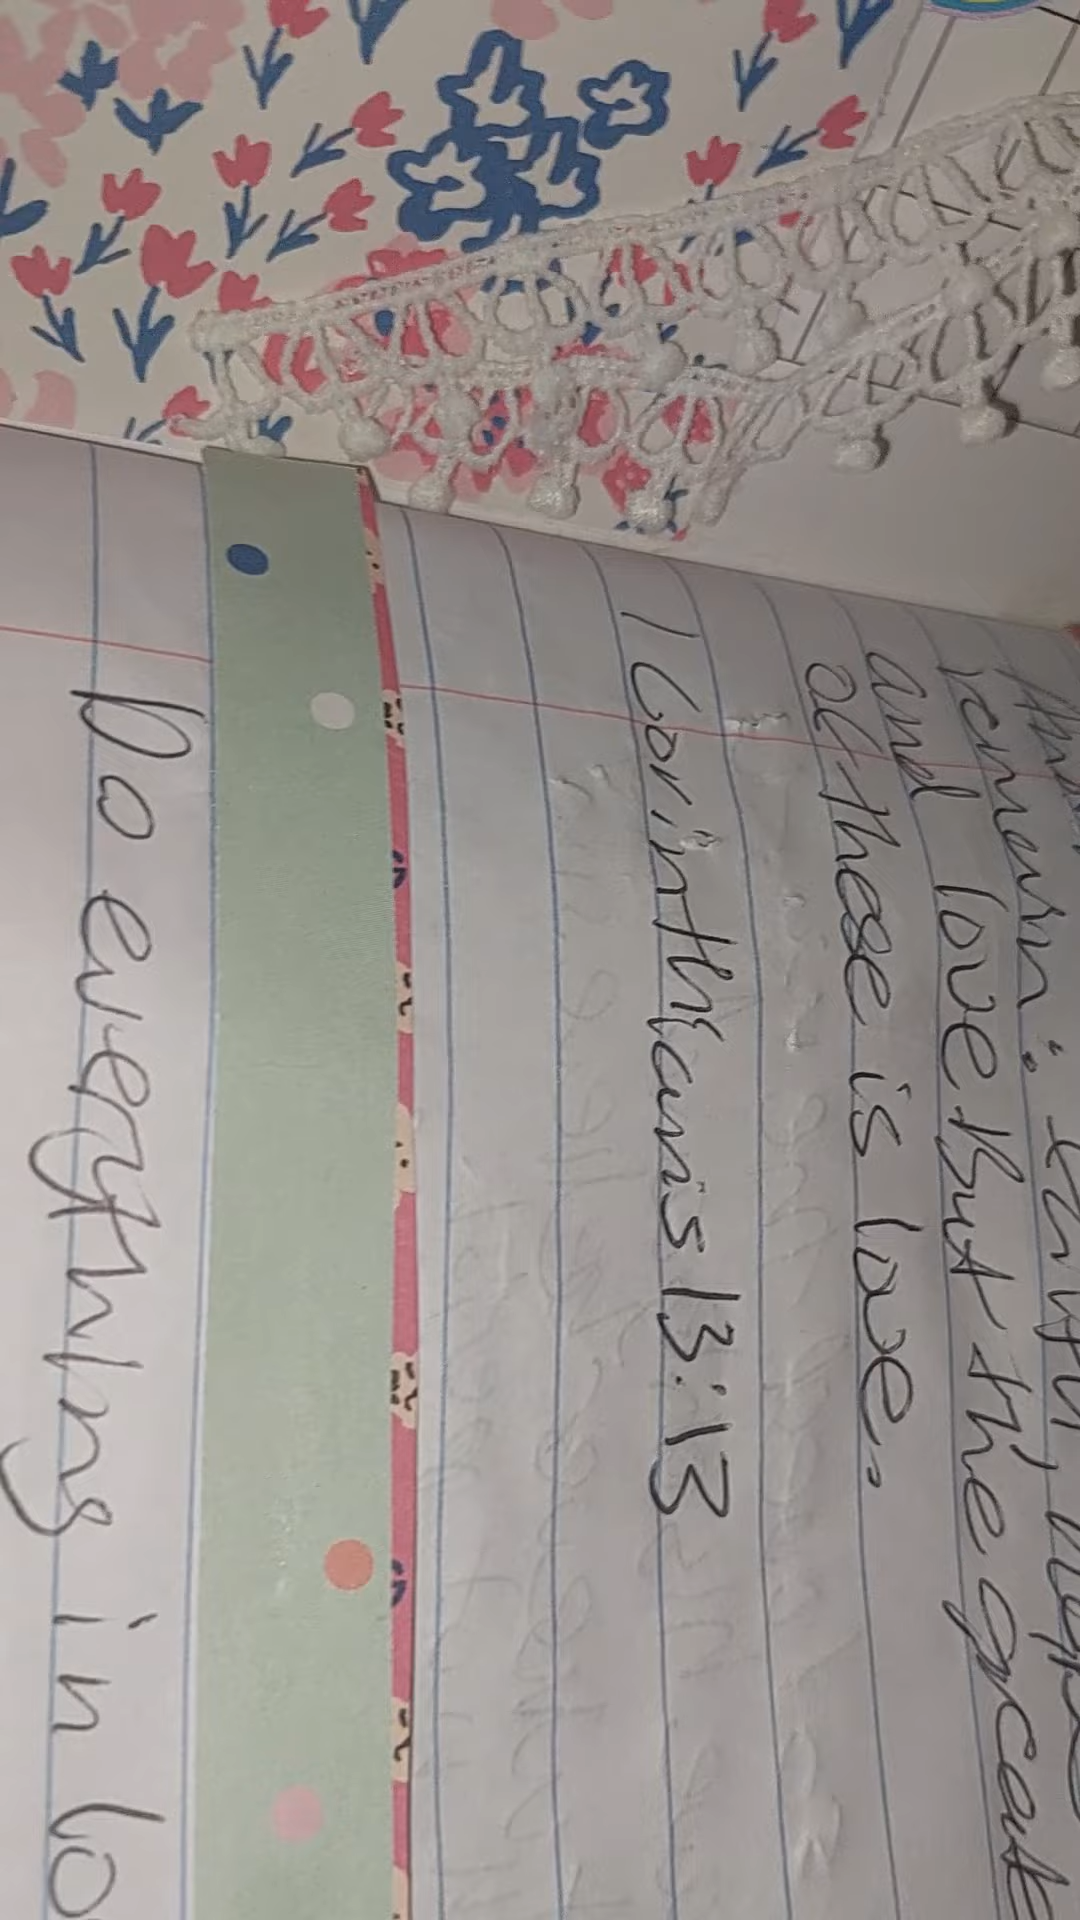 remain: faith, hope
and love But the greate
of these is love.
1 Corinthians 13:13
Do everything in lo